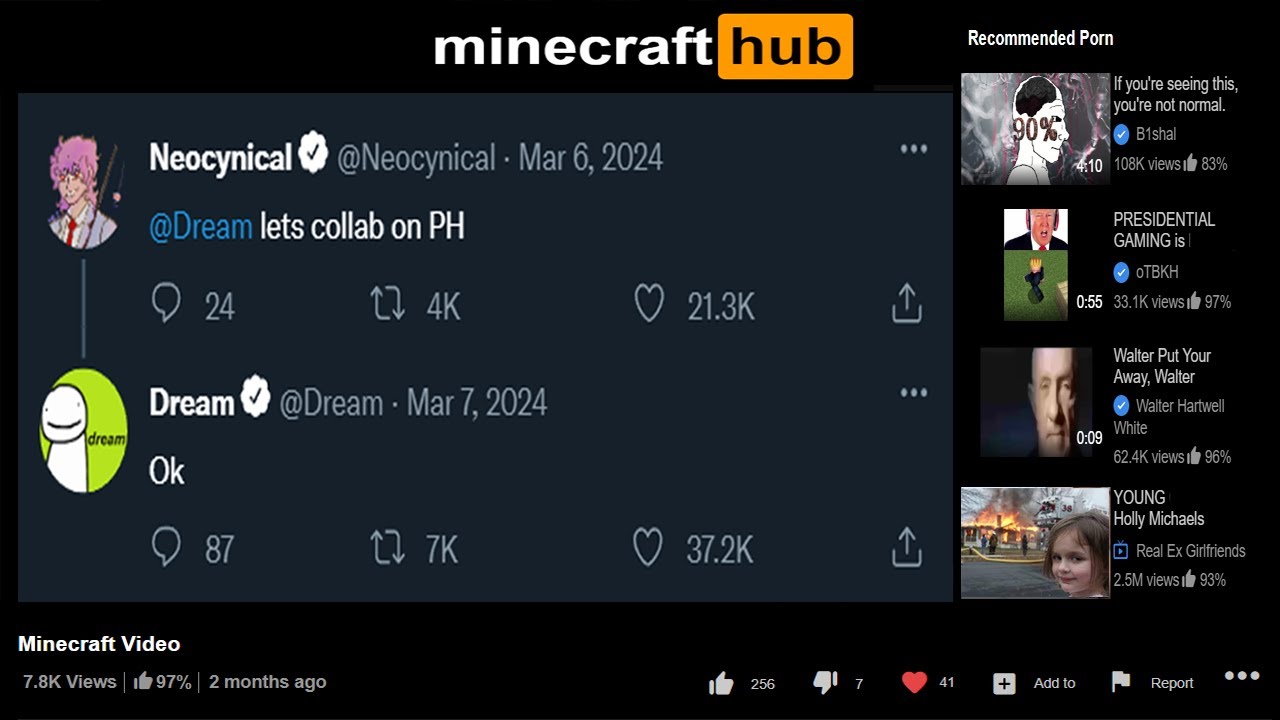 minecraft hub
Neocynical @Neocynical · Mar 6, 2024
@Dream lets collab on PH
24 4K 21.3K
dream
Dream @Dream · Mar 7, 2024
Ok
87 7K 37.2K
Minecraft Video
7.8K Views 97% 2 months ago
256 7 41 Add to Report
Recommended Porn
90%
4:10
If you're seeing this,
you're not normal.
B1shal
108K views 83%
0:55
PRESIDENTIAL
GAMING is
oTBKH
33.1K views 97%
0:09
Walter Put Your
Away, Walter
Walter Hartwell
White
62.4K views 96%
38
YOUNG
Holly Michaels
Real Ex Girlfriends
2.5M views 93%